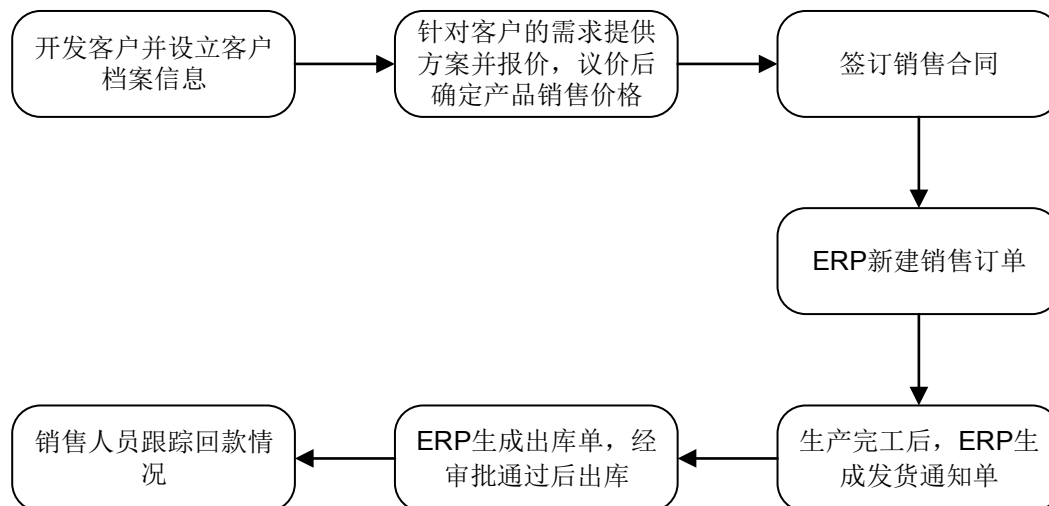 开发客户并设立客户
档案信息
针对客户的需求提供
方案并报价，议价后
确定产品销售价格
签订销售合同
ERP新建销售订单
生产完工后，ERP生
成发货通知单
ERP生成出库单，经
审批通过后出库
销售人员跟踪回款情
况